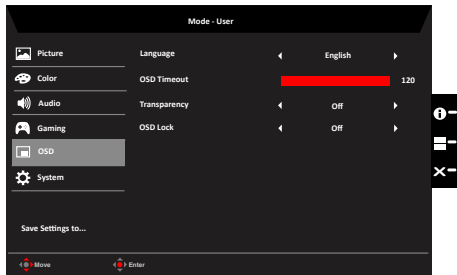 Mode - User
Picture
Language English
Color
OSD Timeout 120
Audio
Transparency Off
Gaming
OSD Lock Off
OSD
System
Save Settings to...
Move Enter